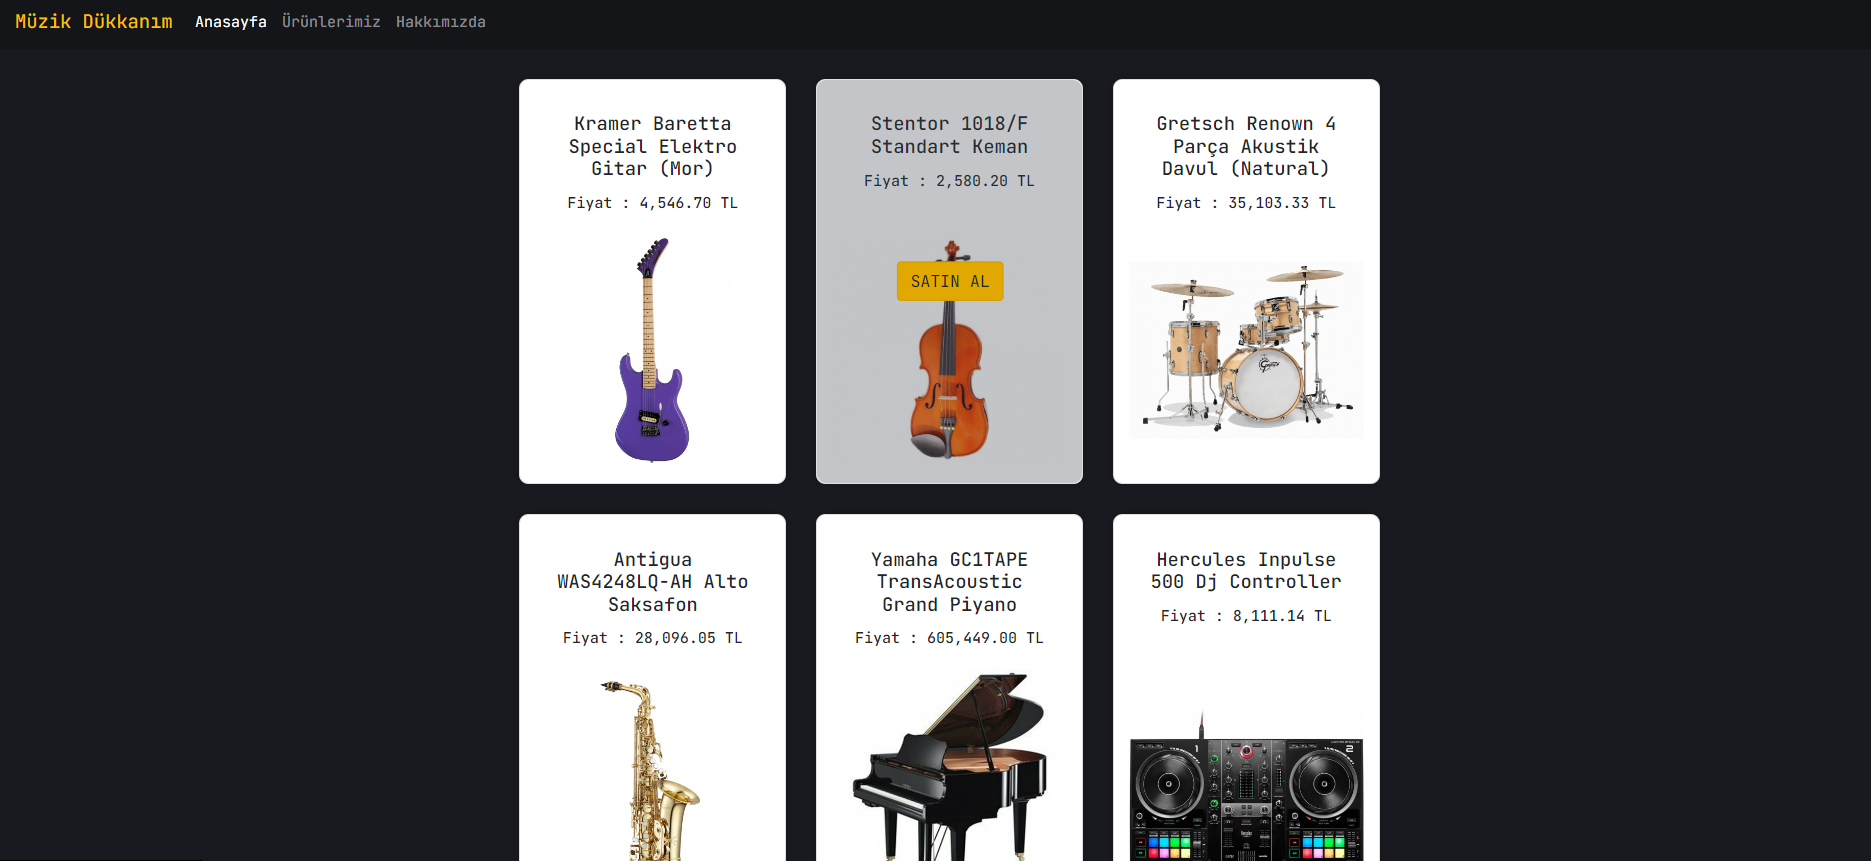 Müzik Dükkanım Anasayfa Ürünlerimiz Hakkımızda
Kramer Baretta
Special Elektro
Gitar (Mor)
Fiyat : 4,546.70 TL
Stentor 1018/F
Standart Keman
Fiyat : 2,580.20 TL
SATIN AL
Gretsch Renown 4
Parça Akustik
Davul (Natural)
Fiyat : 35,103.33 TL
Antigua
WAS4248LQ-AH Alto
Saksafon
Fiyat : 28,096.05 TL
Yamaha GC1TAPE
TransAcoustic
Grand Piyano
Fiyat : 605,449.00 TL
Hercules Inpulse
500 Dj Controller
Fiyat : 8,111.14 TL
1
2